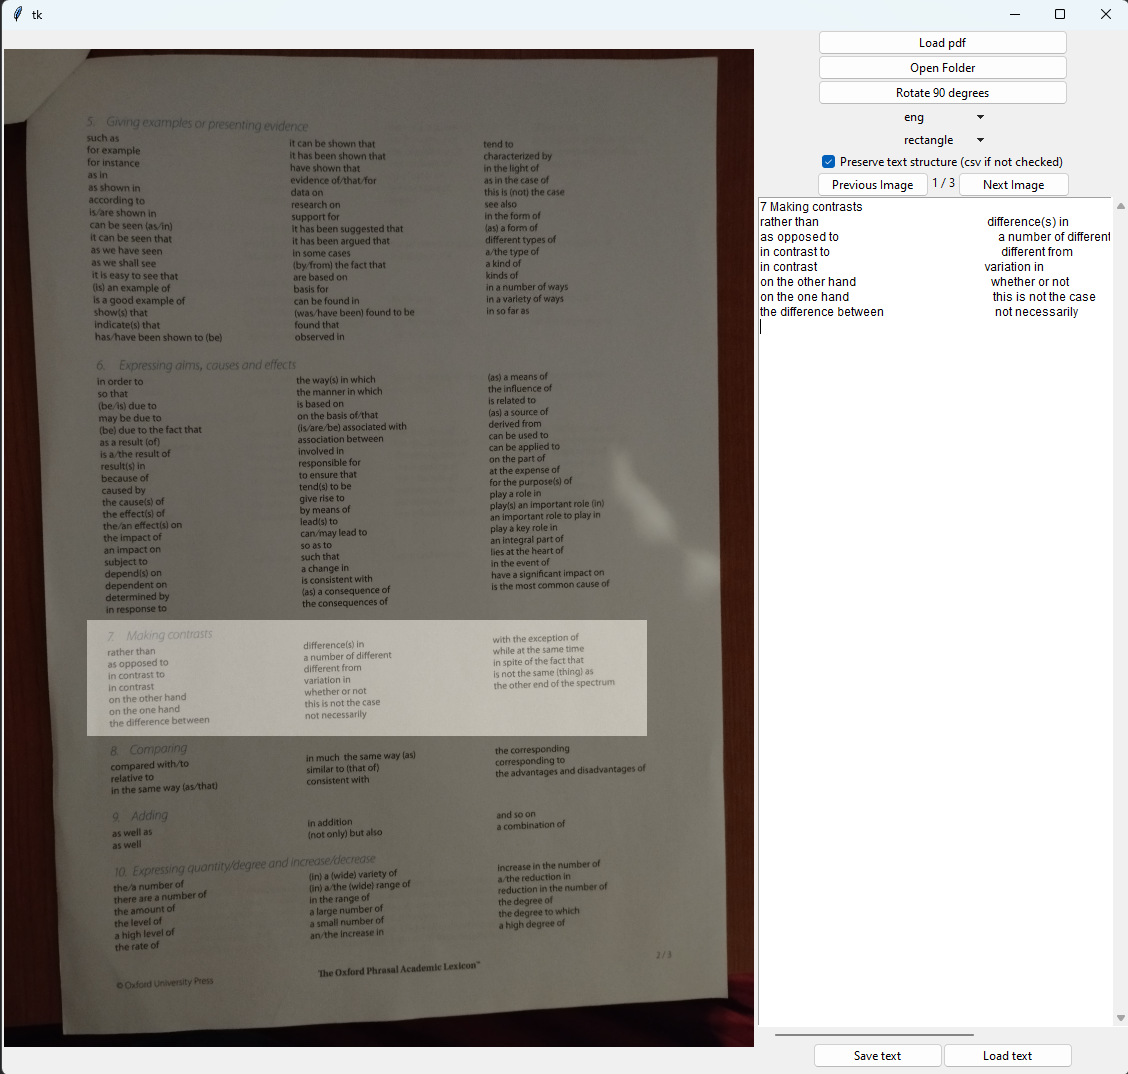 tk
Load pdf
Open Folder
Rotate 90 degrees
eng
rectangle
Preserve text structure (csv if not checked)
Previous Image 1 / 3 Next Image
5. Giving examples or presenting evidence
such as
for example
for instance
as in
as shown in
according to
is/are shown in
can be seen (as/in)
it can be seen that
as we have seen
as we shall see
it is easy to see that
(is) an example of
is a good example of
show(s) that
indicate(s) that
has/have been shown to (be)
it can be shown that
it has been shown that
have shown that
evidence of/that/for
data on
research on
support for
it has been suggested that
it has been argued that
in some cases
(by/from) the fact that
are based on
basis for
can be found in
(was/have been) found to be
found that
observed in
tend to
characterized by
in the light of
as in the case of
this is (not) the case
see also
in the form of
(as) a form of
different types of
a/the type of
a kind of
kinds of
in a number of ways
in a variety of ways
in so far as
6. Expressing aims, causes and effects
in order to
so that
(be/is) due to
may be due to
(be) due to the fact that
as a result (of)
is a/the result of
result(s) in
because of
caused by
the cause(s) of
the effect(s) of
the/an effect(s) on
the impact of
an impact on
subject to
depend(s) on
dependent on
determined by
in response to
the way(s) in which
the manner in which
is based on
on the basis of/that
(is/are/be) associated with
association between
involved in
responsible for
to ensure that
tend(s) to be
give rise to
by means of
lead(s) to
can/may lead to
so as to
such that
a change in
is consistent with
(as) a consequence of
the consequences of
(as) a means of
the influence of
is related to
(as) a source of
derived from
can be used to
can be applied to
on the part of
at the expense of
for the purpose(s) of
play a role in
play(s) an important role (in)
an important role to play in
play a key role in
an integral part of
lies at the heart of
in the event of
have a significant impact on
is the most common cause of
7. Making contrasts
rather than
as opposed to
in contrast to
in contrast
on the other hand
on the one hand
the difference between
difference(s) in
a number of different
different from
variation in
whether or not
this is not the case
not necessarily
with the exception of
while at the same time
in spite of the fact that
is not the same (thing) as
the other end of the spectrum
8. Comparing
compared with/to
relative to
in the same way (as/that)
in much the same way (as)
similar to (that of)
consistent with
the corresponding
corresponding to
the advantages and disadvantages of
9. Adding
as well as
as well
in addition
(not only) but also
and so on
a combination of
10. Expressing quantity/degree and increase/decrease
the/a number of
there are a number of
the amount of
the level of
a high level of
the rate of
(in) a (wide) variety of
(in) a/the (wide) range of
in the range of
a large number of
a small number of
an/the increase in
increase in the number of
a/the reduction in
reduction in the number of
the degree of
the degree to which
a high degree of
2/3
The Oxford Phrasal Academic Lexicon™
© Oxford University Press
7 Making contrasts
rather than difference(s) in
as opposed to a number of different
in contrast to different from
in contrast variation in
on the other hand whether or not
on the one hand this is not the case
the difference between not necessarily
Save text Load text